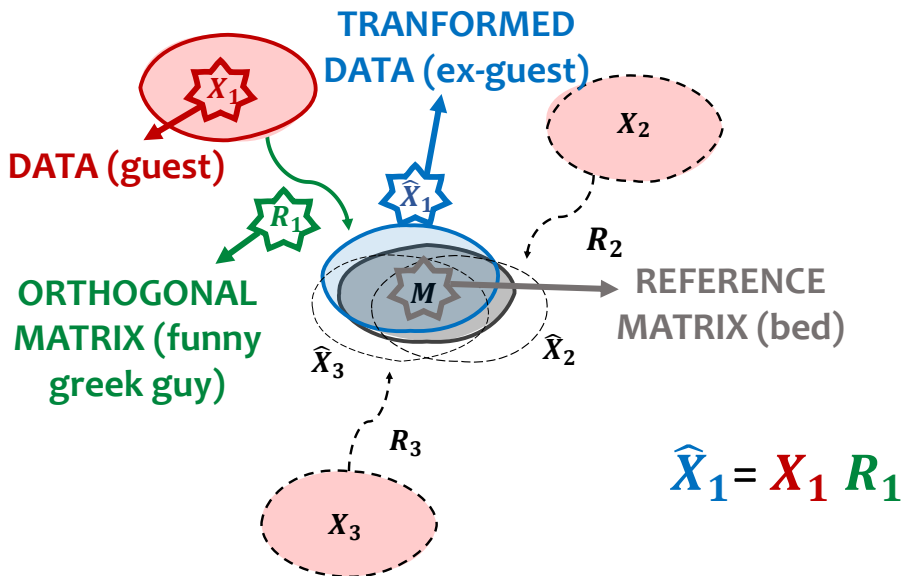 TRANFORMED
DATA (ex-guest)
X₁
X₂
DATA (guest)
X̂₁
R₁
R₂
ORTHOGONAL
MATRIX (funny
greek guy)
M
REFERENCE
MATRIX (bed)
X̂₃
X̂₂
R₃
X̂₁= X₁ R₁
X₃